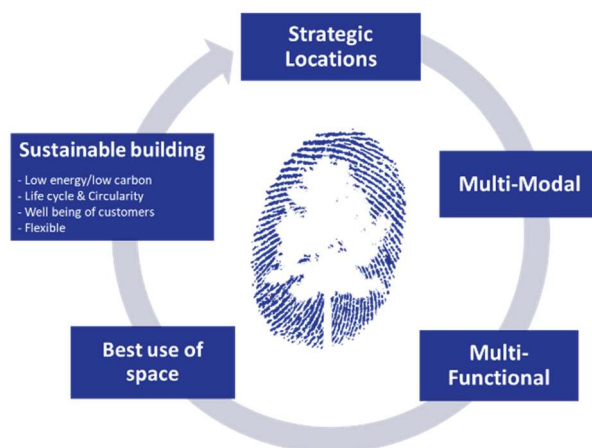 Strategic
Locations
Multi-Modal
Multi-
Functional
Best use of
space
Sustainable building
- Low energy/low carbon
- Life cycle & Circularity
- Well being of customers
- Flexible